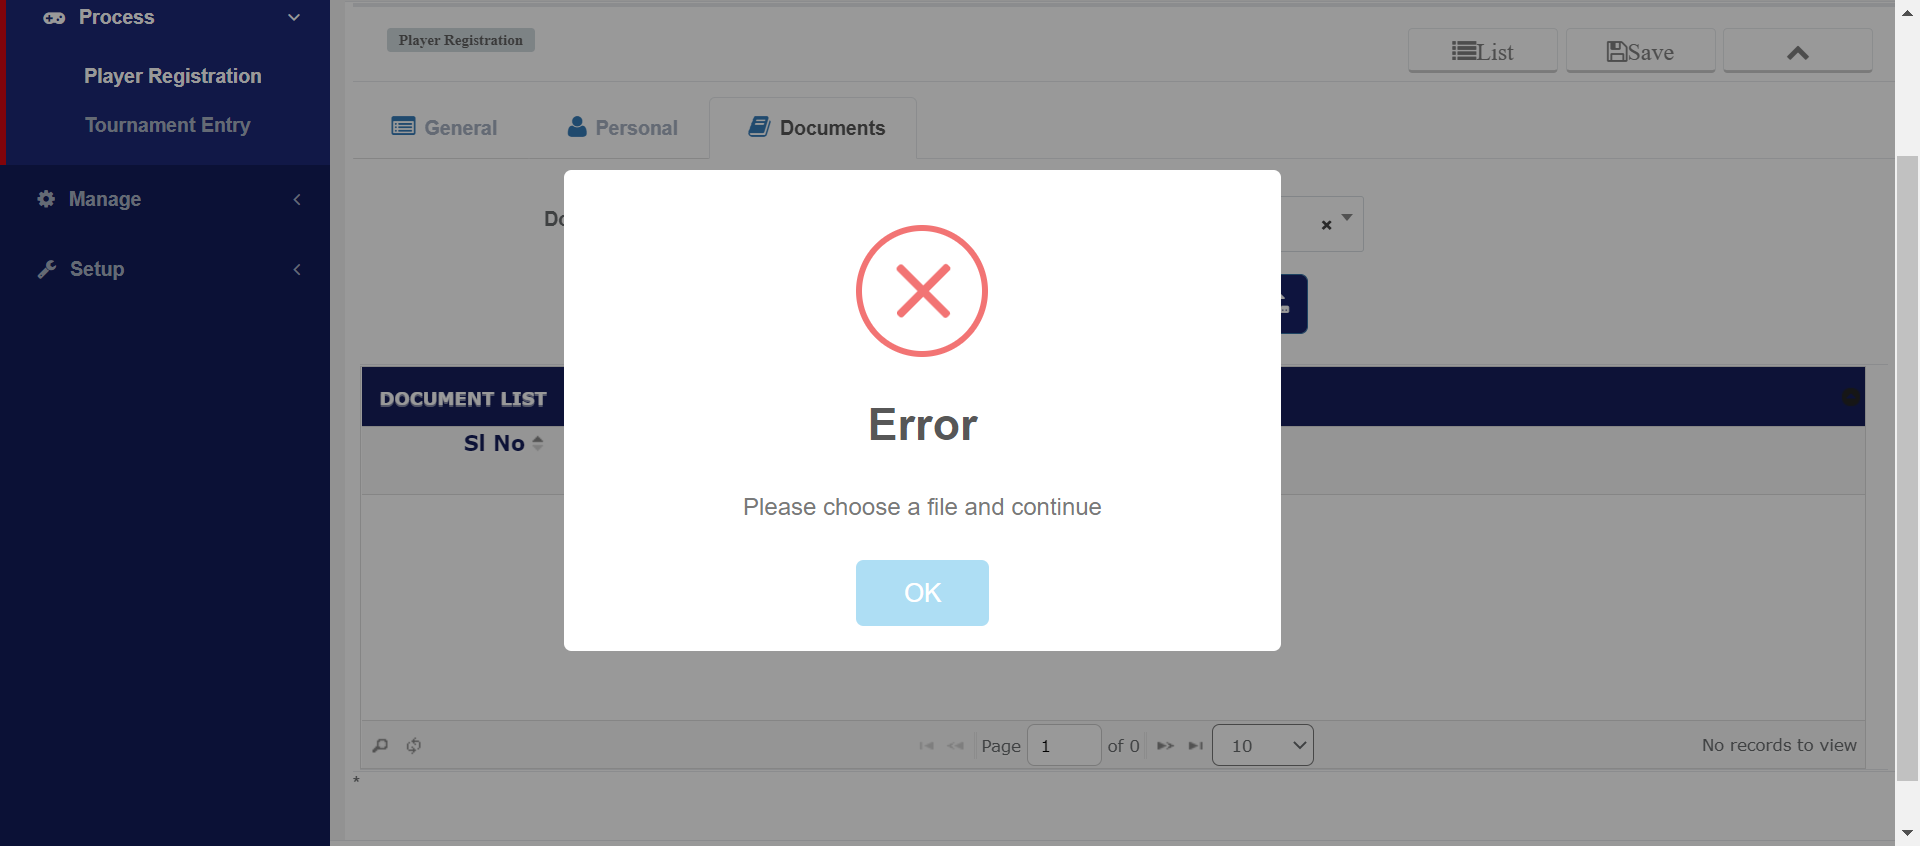 Process
Player Registration
Tournament Entry
Manage
Setup
Player Registration
List
Save
General
Personal
Documents
Error
Please choose a file and continue
OK
DOCUMENT LIST
Sl No
Page 1 of 0 10
No records to view
*